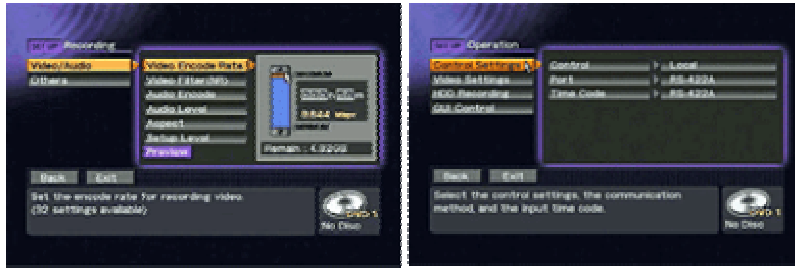 Setup Recording
Video/Audio
Others
Video Encode Rate
Video Filter(NR)
Audio Encode
Audio Level
Aspect
Setup Level
Preview
Mbps
Remain : 4.02GB
Back Exit
Set the encode rate for recording video.
(32 settings available)
DVD 1
No Disc
Setup Operation
Control Settings
Video Settings
HDD Recording
GUI Control
Control Local
Port RS-422A
Time Code RS-422A
Back Exit
Select the control settings, the communication
method, and the input time code.
DVD 1
No Disc